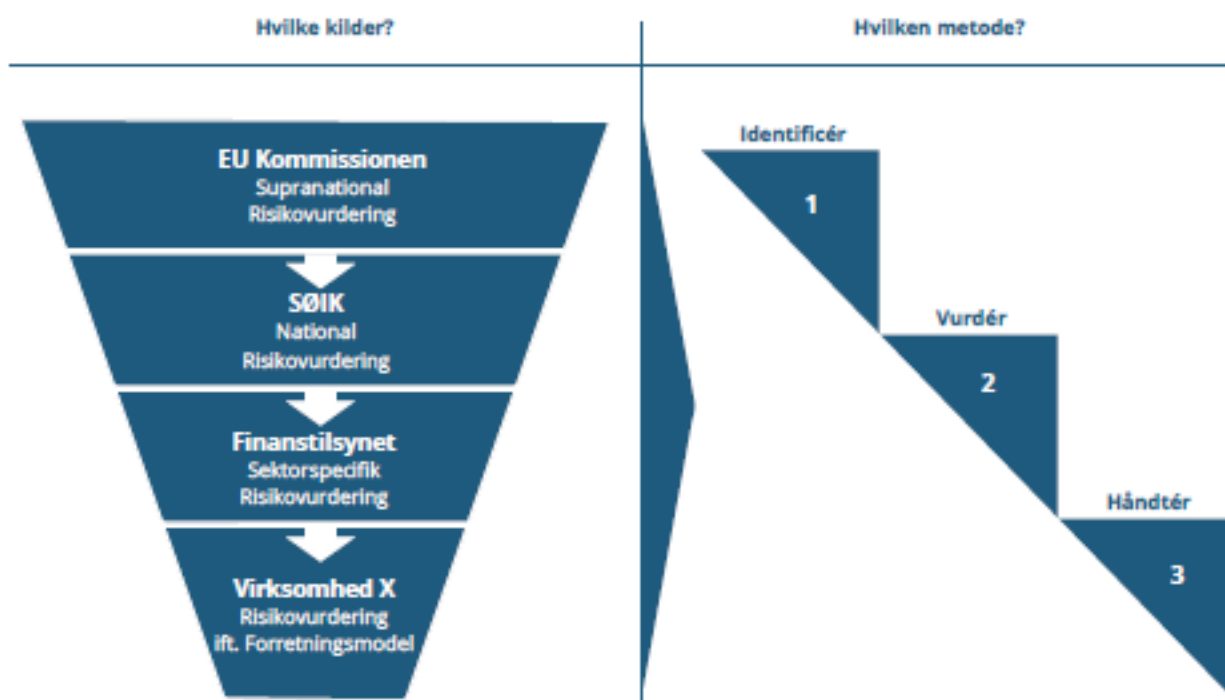 Hvilke kilder?
Hvilken metode?
EU Kommissionen
Supranational
Risikovurdering
SØIK
National
Risikovurdering
Finanstilsynet
Sektorspecifik
Risikovurdering
Virksomhed X
Risikovurdering
ift. Forretningsmodel
Identificér
1
Vurdér
2
Håndtér
3